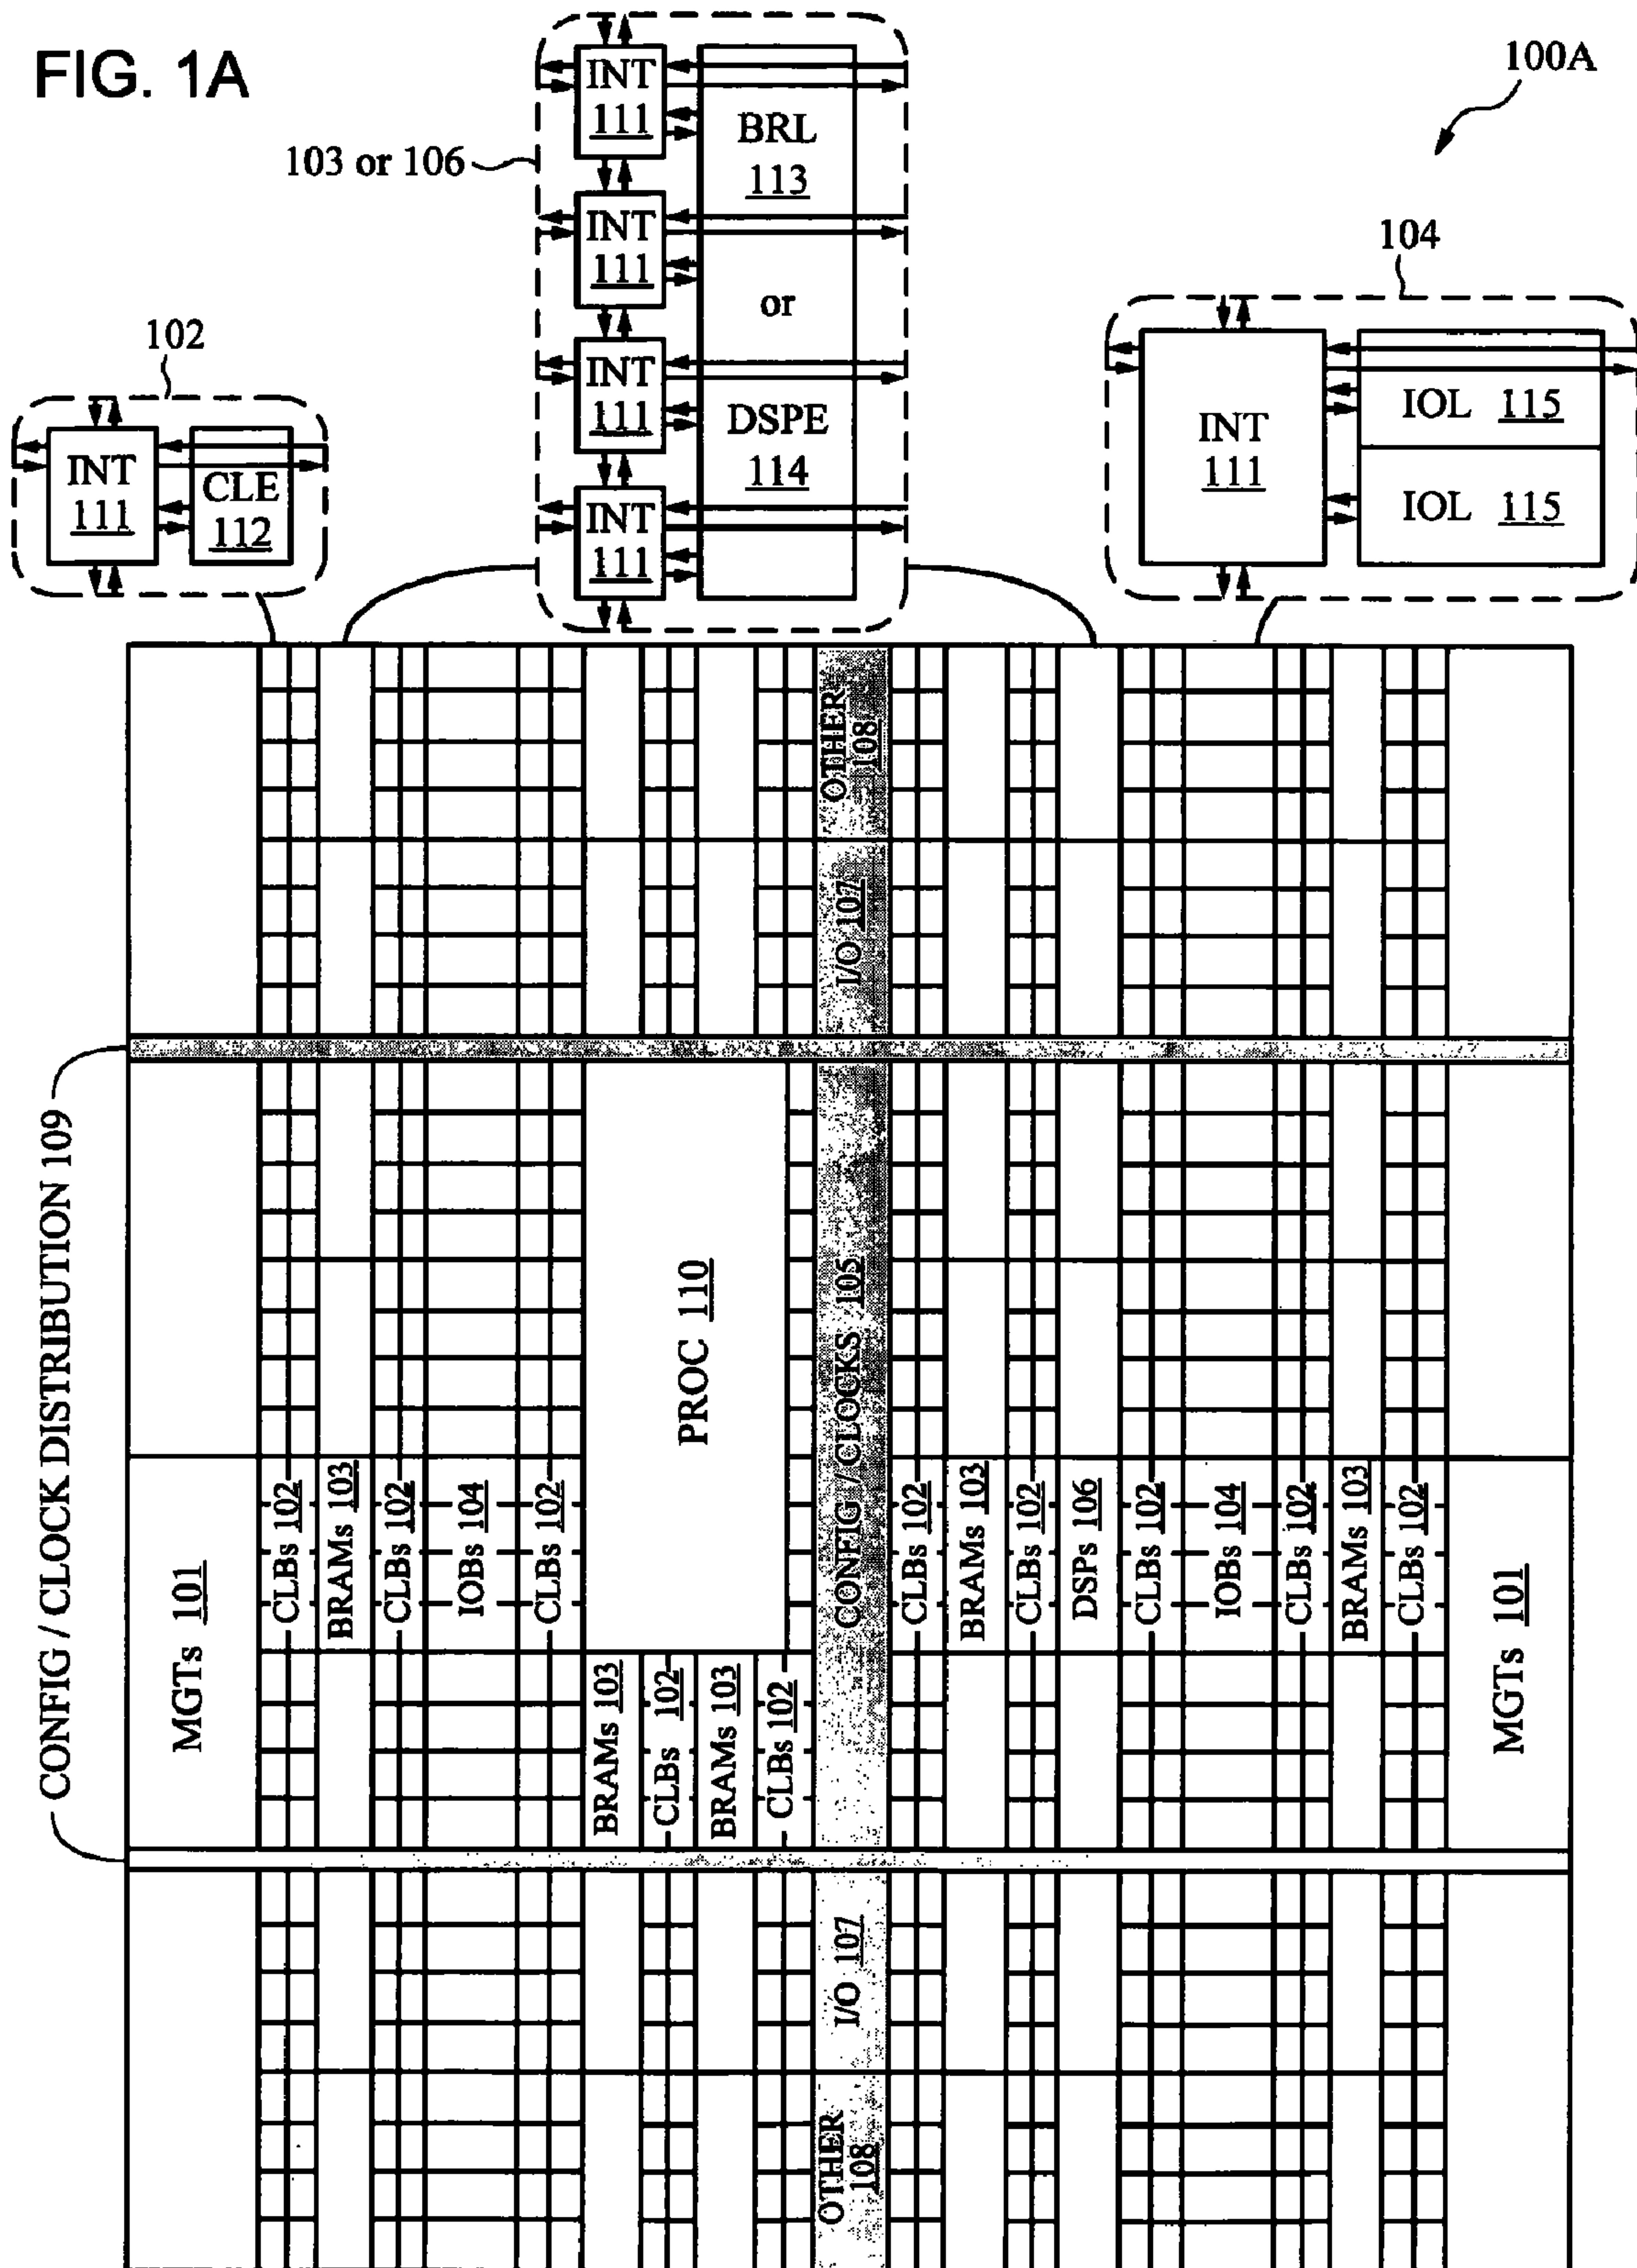 FIG. 1A
100A
103 or 106
INT
111
INT
111
INT
111
INT
111
BRL
113
or
DSPE
114
104
INT
111
IOL 115
IOL 115
102
INT
111
CLE
112
OTHER
108
I/O 107
CONFIG / CLOCK DISTRIBUTION 109
PROC 110
CONFIG / CLOCKS 105
MGTs 101
CLBs 102
BRAMs 103
CLBs 102
IOBs 104
CLBs 102
BRAMs 103
CLBs 102
BRAMs 103
CLBs 102
CLBs 102
BRAMs 103
CLBs 102
DSPs 106
CLBs 102
IOBs 104
CLBs 102
BRAMs 103
CLBs 102
MGTs 101
I/O 107
OTHER
108